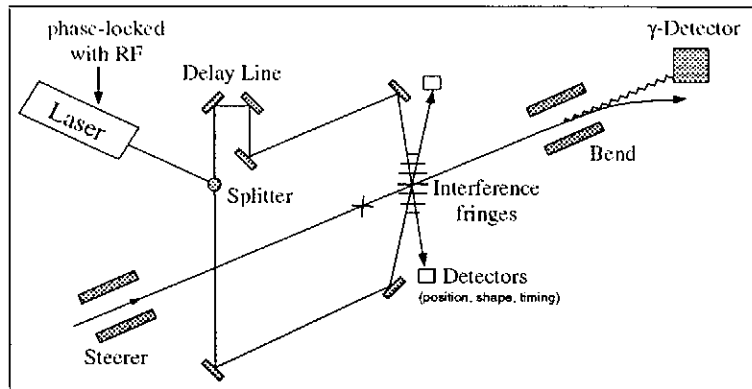 phase-locked
with RF
γ-Detector
Delay Line
Laser
Bend
Splitter
Interference
fringes
Detectors
(position, shape, timing)
Steerer